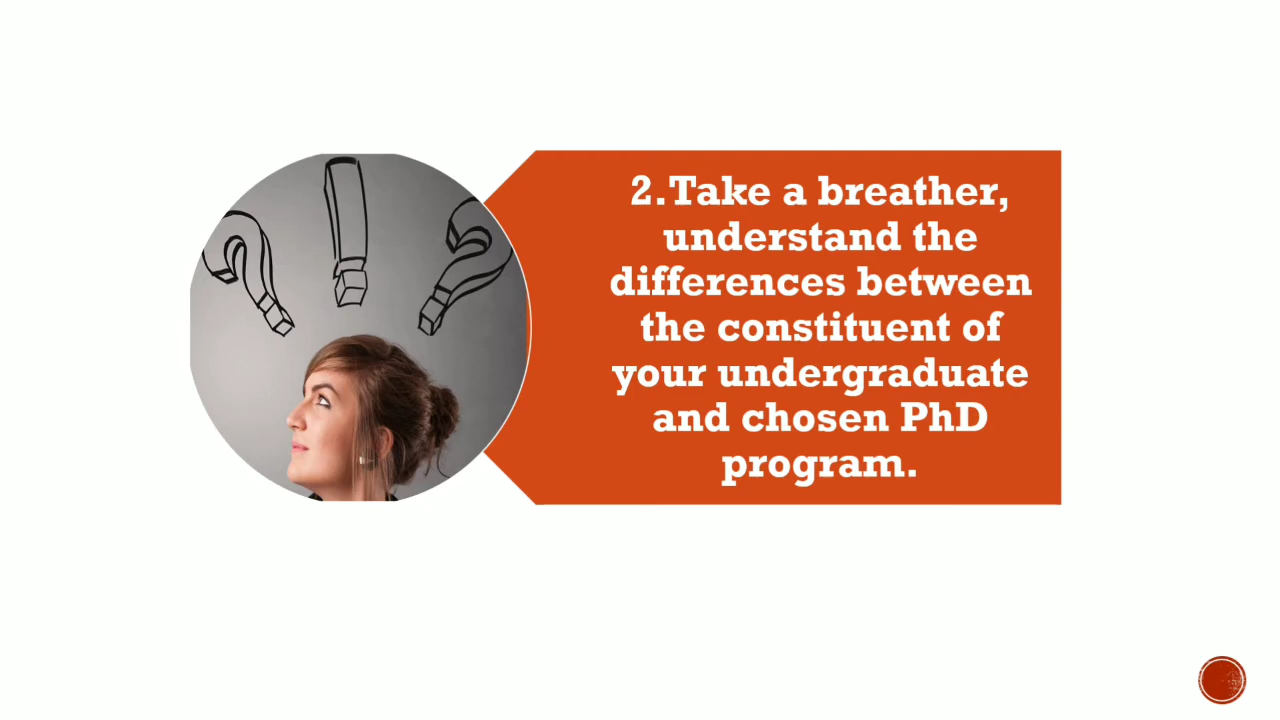 2.Take a breather,
understand the
differences between
the constituent of
your undergraduate
and chosen PhD
program.